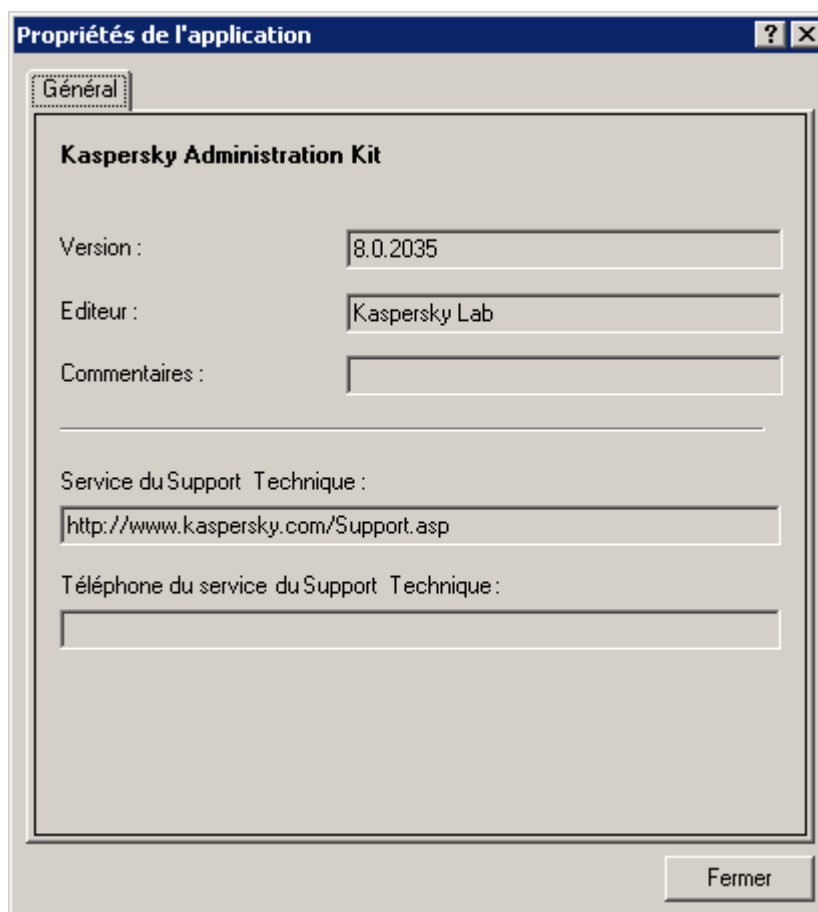 Propriétés de l'application
Général
Kaspersky Administration Kit
Version : 8.0.2035
Editeur : Kaspersky Lab
Commentaires :
Service du Support Technique :
http://www.kaspersky.com/Support.asp
Téléphone du service du Support Technique :
Fermer